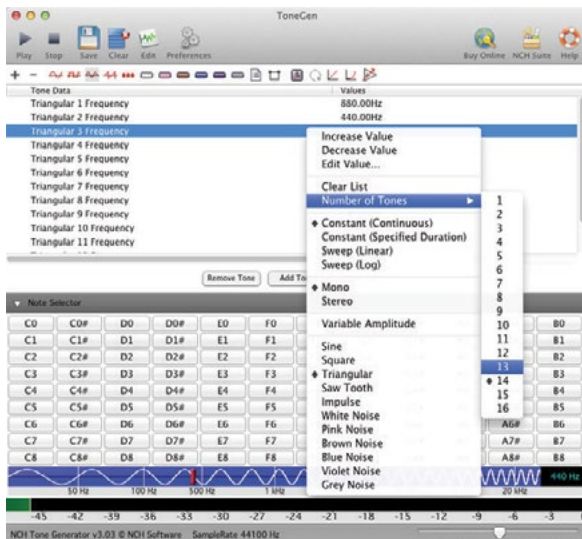 ToneGen
Play Stop Save Clear Edit Preferences Buy Online NCH Suite Help
Tone Data Values
Triangular 1 Frequency 880.00Hz
Triangular 2 Frequency 440.00Hz
Triangular 3 Frequency
Triangular 4 Frequency
Triangular 5 Frequency
Triangular 6 Frequency
Triangular 7 Frequency
Triangular 8 Frequency
Triangular 9 Frequency
Triangular 10 Frequency
Triangular 11 Frequency
Increase Value
Decrease Value
Edit Value...
Clear List
Number of Tones
Constant (Continuous)
Constant (Specified Duration)
Sweep (Linear)
Sweep (Log)
Mono
Stereo
Variable Amplitude
Sine
Square
Triangular
Saw Tooth
Impulse
White Noise
Pink Noise
Brown Noise
Blue Noise
Violet Noise
Grey Noise
1
2
3
4
5
6
7
8
9
10
11
12
13
14
15
16
Remove Tone Add To
Note Selector
C0 C0# D0 D0# E0 F0 B0
C1 C1# D1 D1# E1 F1 B1
C2 C2# D2 D2# E2 F2 B2
C3 C3# D3 D3# E3 F3 B3
C4 C4# D4 D4# E4 F4 B4
C5 C5# D5 D5# E5 F5 B5
C6 C6# D6 D6# E6 F6 A6# B6
C7 C7# D7 D7# E7 F7 A7# B7
C8 C8# D8 D8# E8 F8 A8# B8
440 Hz
50 Hz 100 Hz 500 Hz 1 kHz 20 kHz
-45 -42 -39 -36 -33 -30 -27 -24 -21 -18 -15 -12 -9 -6 -3
NCH Tone Generator v3.03 © NCH Software SampleRate 44100 Hz